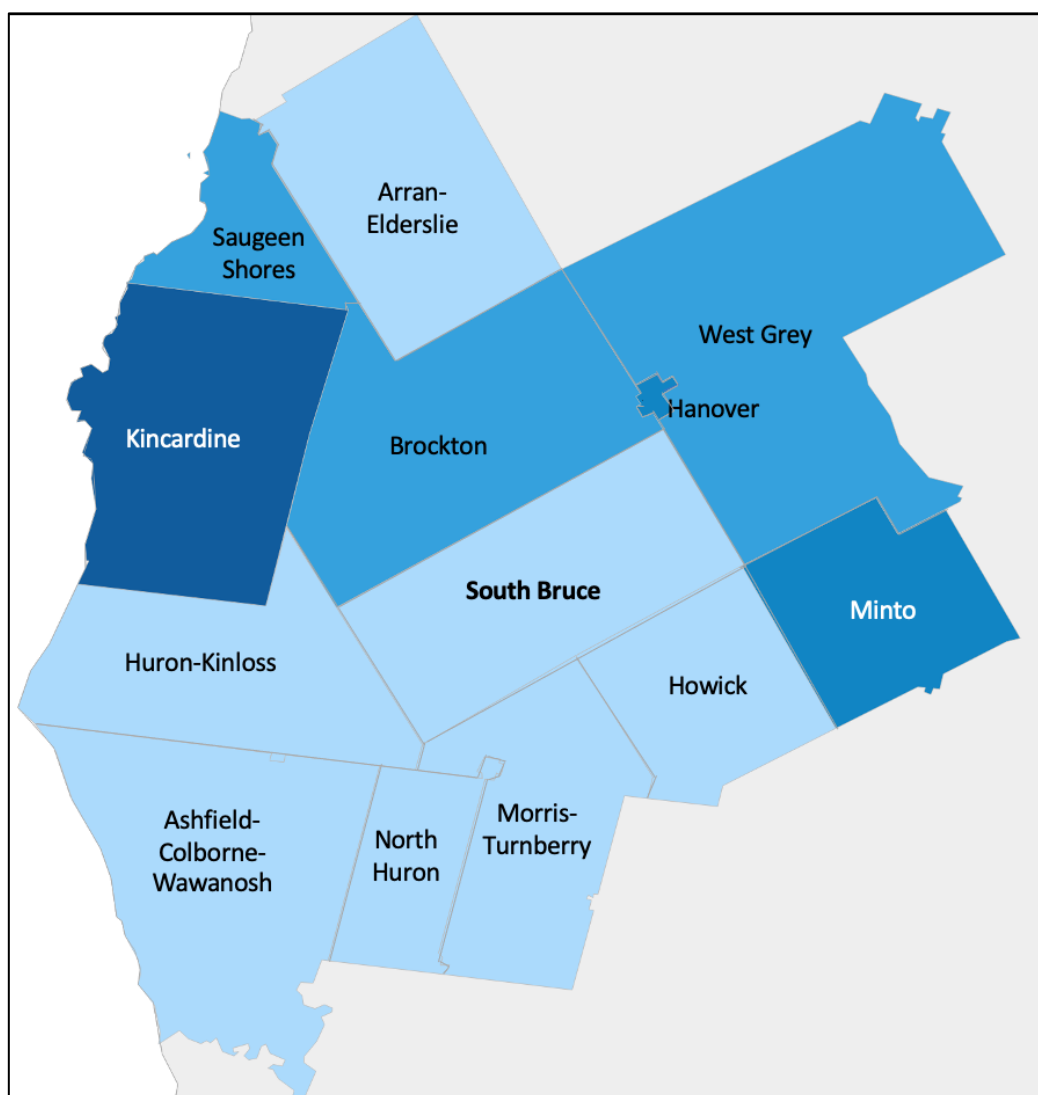 Arran-
Elderslie
Saugeen
Shores
West Grey
Hanover
Kincardine
Brockton
South Bruce
Minto
Huron-Kinloss
Howick
Ashfield-
Colborne-
Wawanosh
North
Huron
Morris-
Turnberry